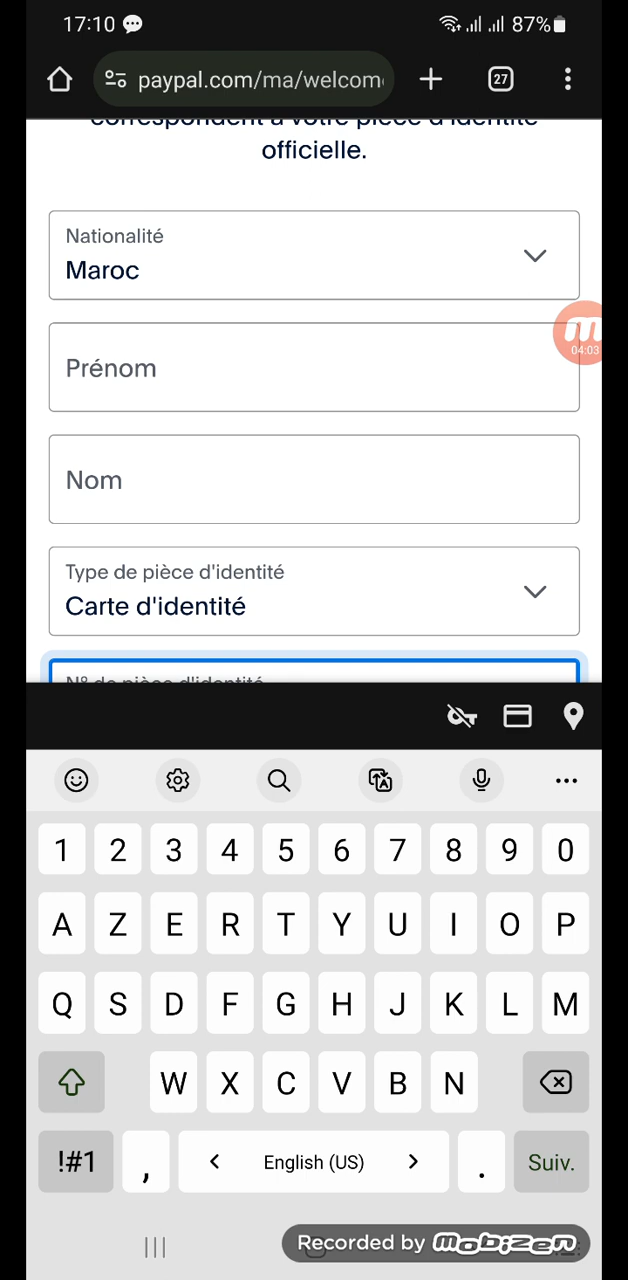 17:10
87%
paypal.com/ma/welcom
27
correspondent à votre pièce d'identité
officielle.
Nationalité
Maroc
04:03
Prénom
Nom
Type de pièce d'identité
Carte d'identité
N° de pièce d'identité
1 2 3 4 5 6 7 8 9 0
A Z E R T Y U I O P
Q S D F G H J K L M
W X C V B N
!#1 , < English (US) > . Suiv.
Recorded by mobizen